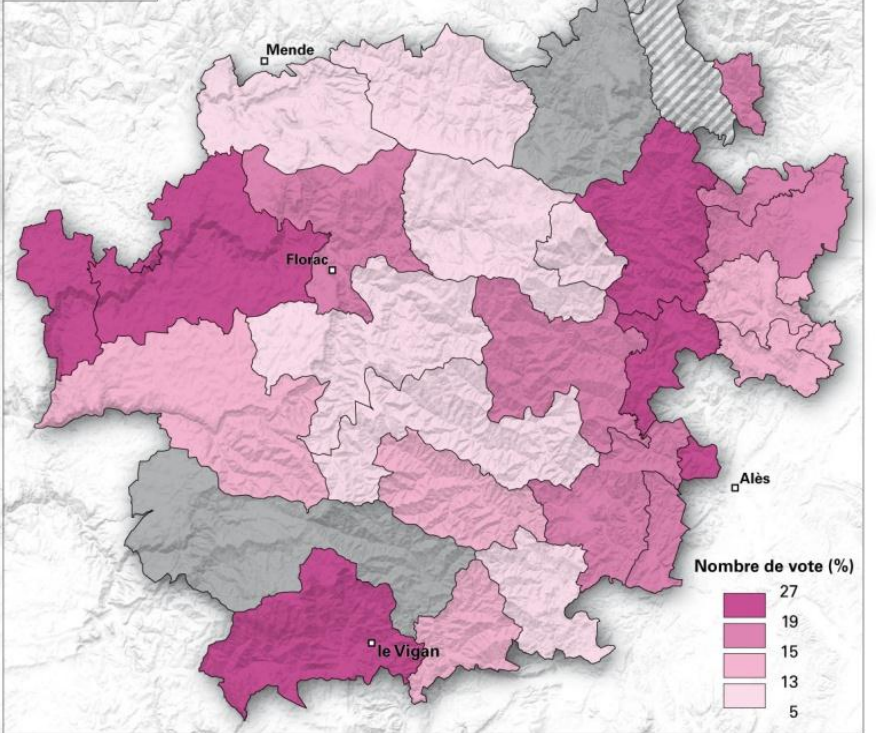 Mende
Florac
Alès
le Vigan
Nombre de vote (%)
27
19
15
13
5